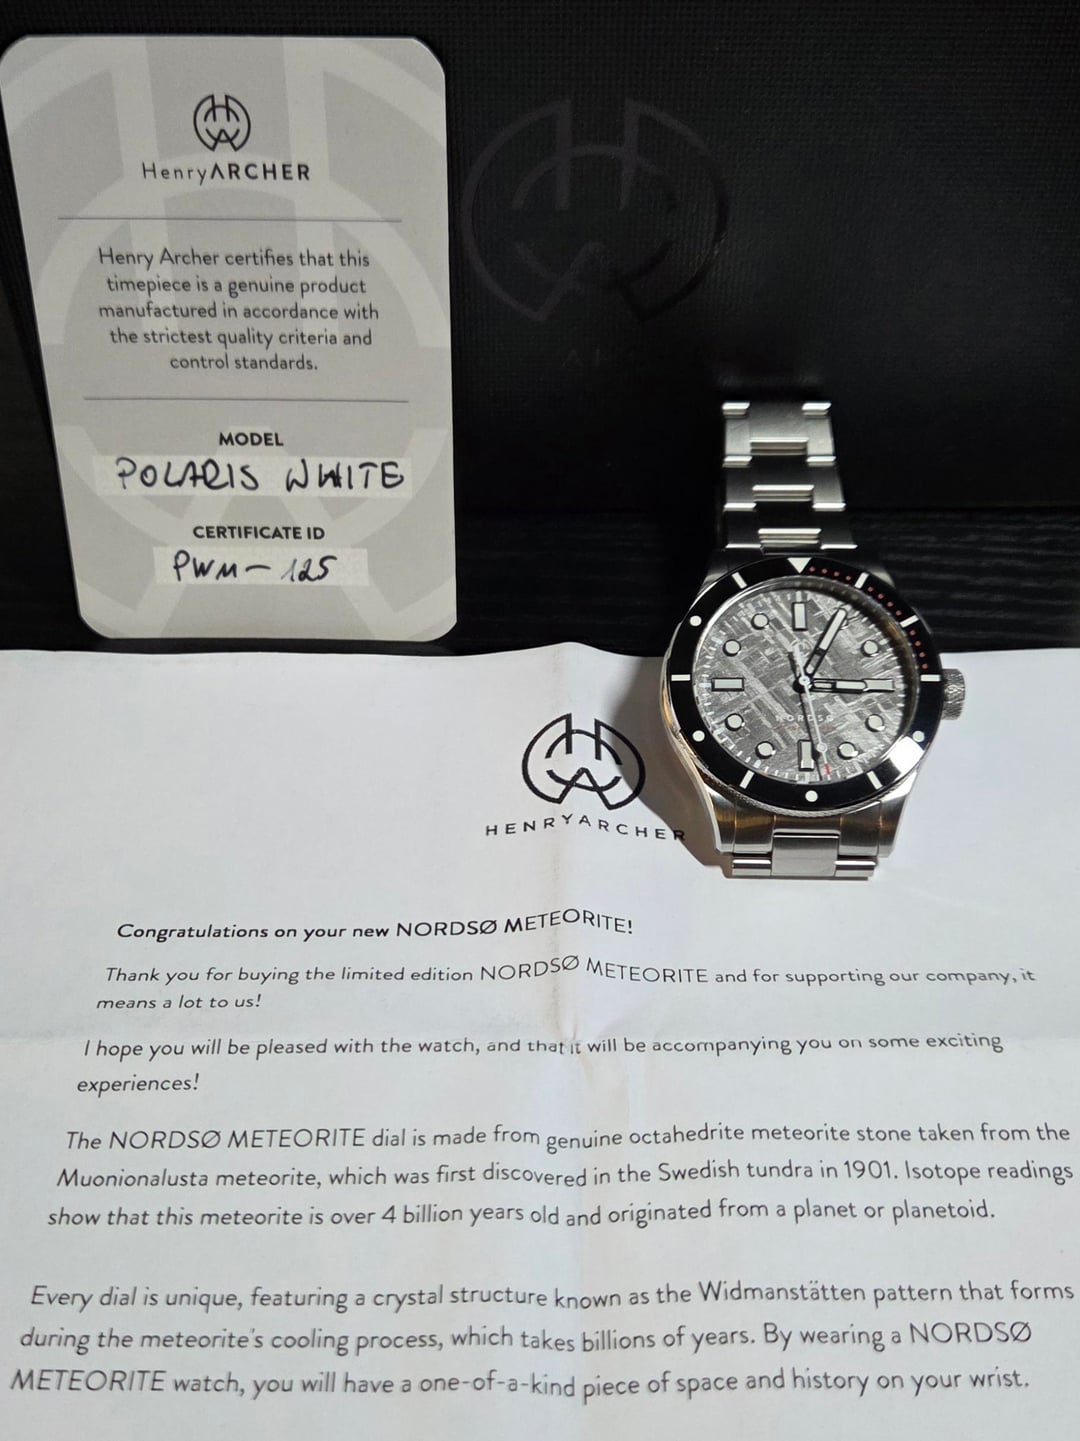 HenryARCHER
Henry Archer certifies that this
timepiece is a genuine product
manufactured in accordance with
the strictest quality criteria and
control standards.
MODEL
POLARIS WHITE
CERTIFICATE ID
PWM-125
NORDSØ
HENRYARCHER
Congratulations on your new NORDSØ METEORITE!
Thank you for buying the limited edition NORDSØ METEORITE and for supporting our company, it
means a lot to us!
I hope you will be pleased with the watch, and that it will be accompanying you on some exciting
experiences!
The NORDSØ METEORITE dial is made from genuine octahedrite meteorite stone taken from the
Muonionalusta meteorite, which was first discovered in the Swedish tundra in 1901. Isotope readings
show that this meteorite is over 4 billion years old and originated from a planet or planetoid.
Every dial is unique, featuring a crystal structure known as the Widmanstätten pattern that forms
during the meteorite's cooling process, which takes billions of years. By wearing a NORDSØ
METEORITE watch, you will have a one-of-a-kind piece of space and history on your wrist.